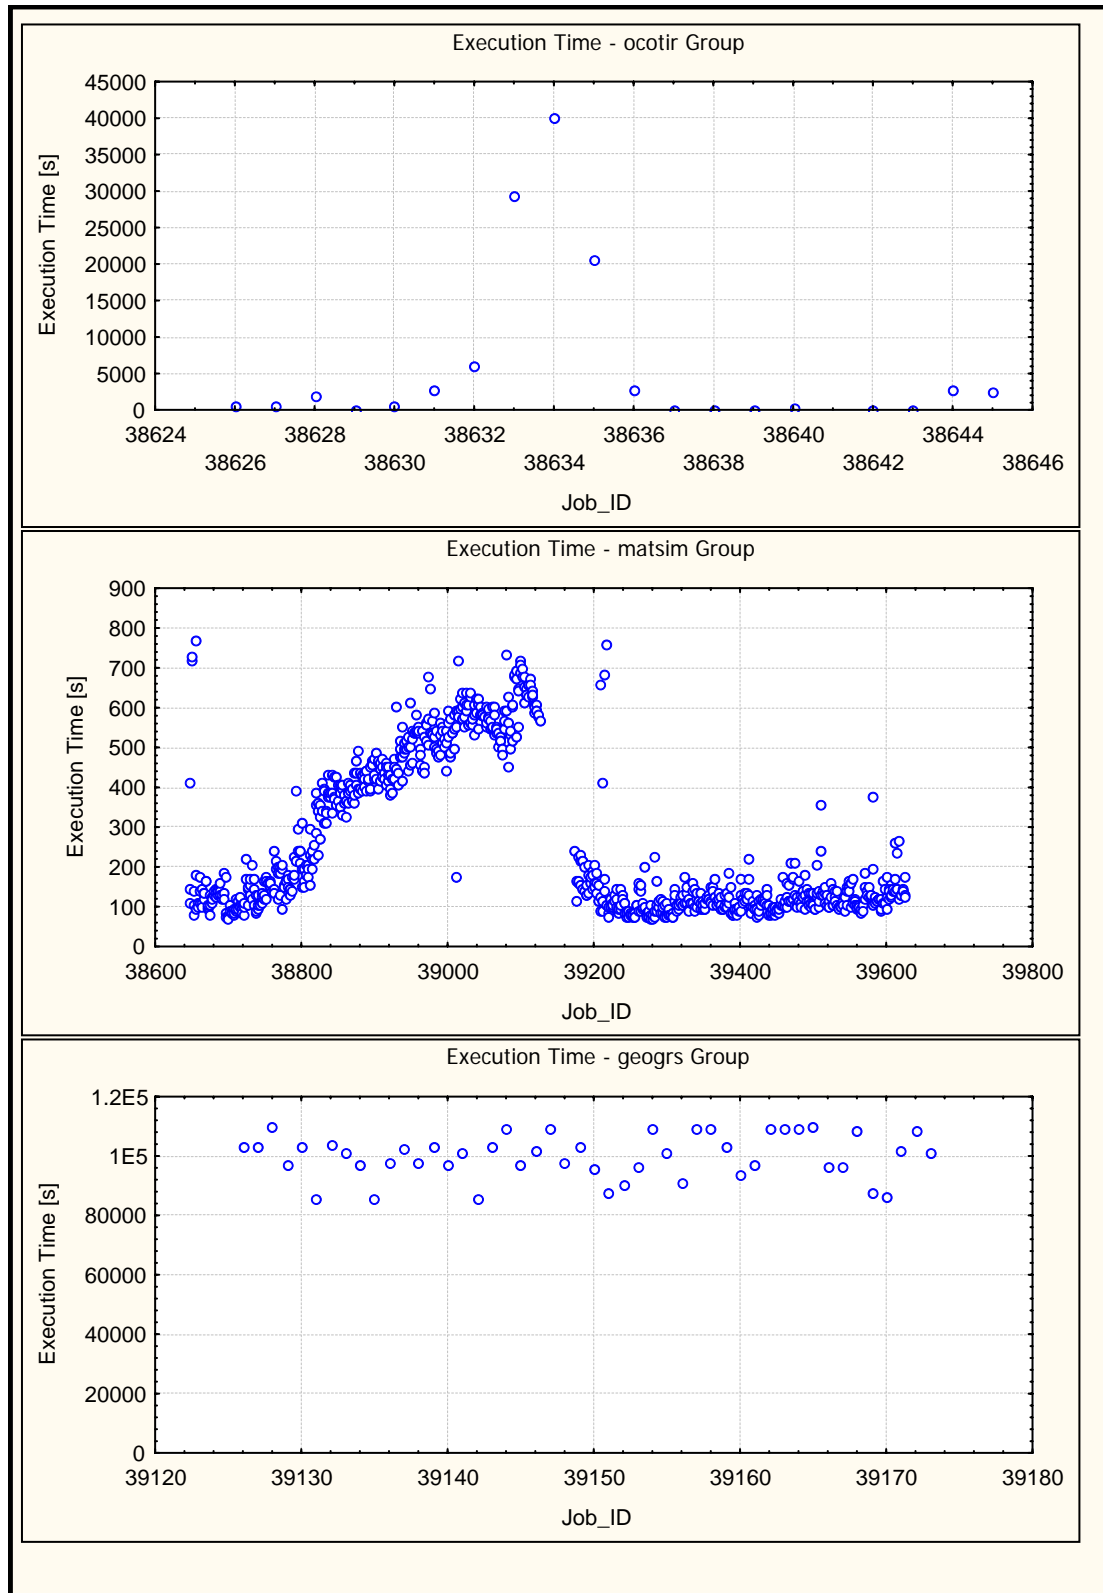 Execution Time - ocotir Group
45000
40000
35000
30000
25000
20000
15000
10000
5000
0
Execution Time [s]
38624 38628 38632 38636 38640 38644
38626 38630 38634 38638 38642 38646
Job_ID
Execution Time - matsim Group
900
800
700
600
500
400
300
200
100
0
Execution Time [s]
38600 38800 39000 39200 39400 39600 39800
Job_ID
Execution Time - geogrs Group
1.2E5
1E5
80000
60000
40000
20000
0
Execution Time [s]
39120 39130 39140 39150 39160 39170 39180
Job_ID